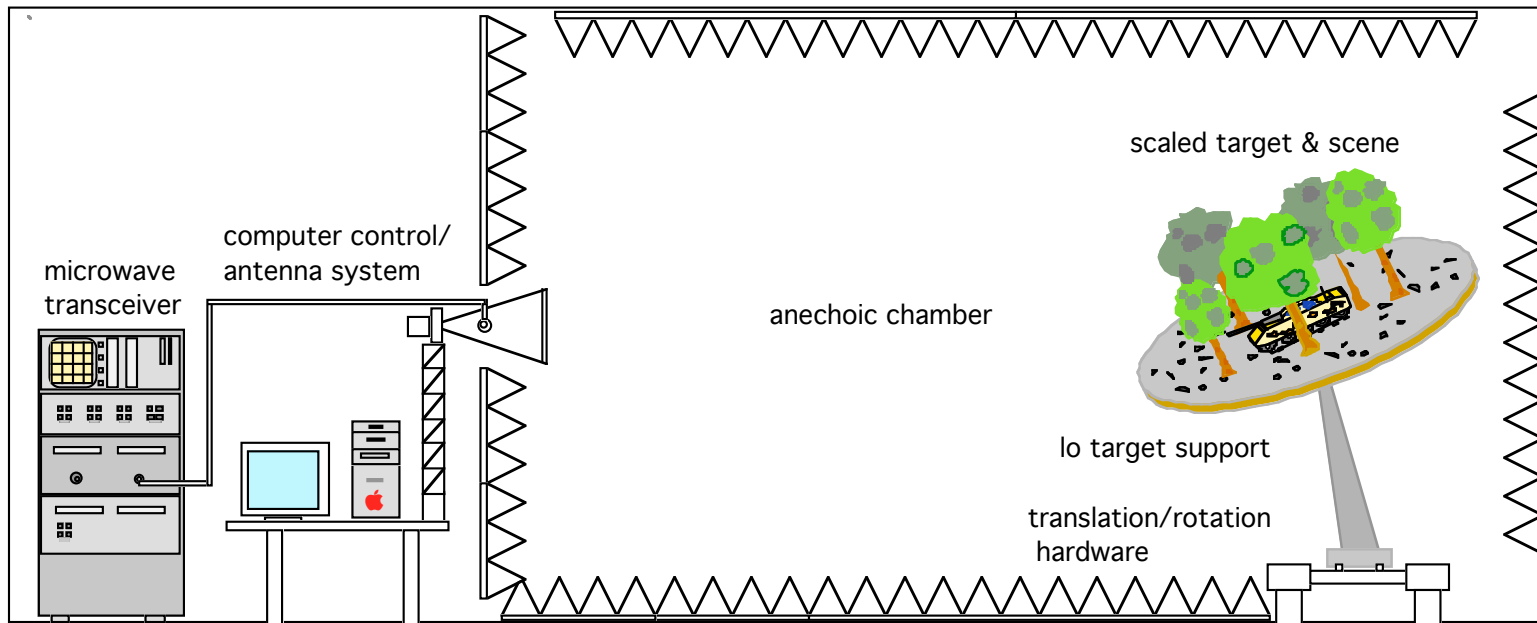 microwave
transceiver
computer control/
antenna system
anechoic chamber
scaled target & scene
lo target support
translation/rotation
hardware